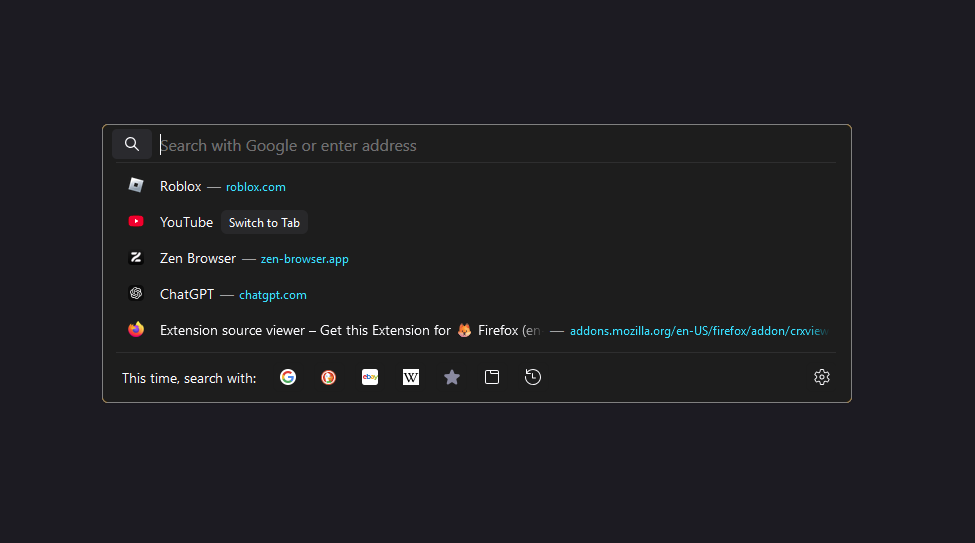 Search with Google or enter address
Roblox — roblox.com
YouTube Switch to Tab
Zen Browser — zen-browser.app
ChatGPT — chatgpt.com
Extension source viewer – Get this Extension for 🦊 Firefox (en — addons.mozilla.org/en-US/firefox/addon/crxview
This time, search with: G ebay W